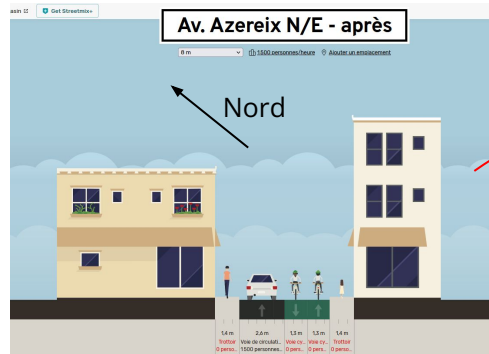 asin
Get Streetmix+
Av. Azereix N/E - après
8 m
1500 personnes/heure
Ajouter un emplacement
Nord
1,4 m 2,6 m 1,3 m 1,3 m 1,4 m
Trottoir Voie de circulati... Voie cy... Voie cy... Trottoir
0 perso... 1500 personnes... 0 pers... 0 pers... 0 perso...